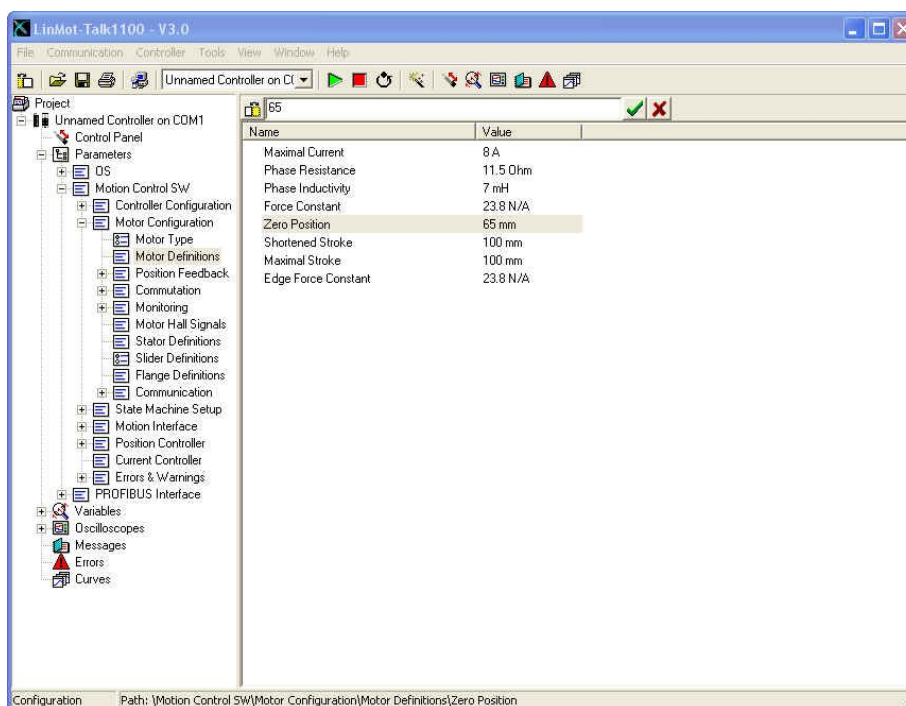 LinMot-Talk1100 - V3.0
File Communication Controller Tools View Window Help
Unnamed Controller on C(
Project
Unnamed Controller on COM1
Control Panel
Parameters
OS
Motion Control SW
Controller Configuration
Motor Configuration
Motor Type
Motor Definitions
Position Feedback
Commutation
Monitoring
Motor Hall Signals
Stator Definitions
Slider Definitions
Flange Definitions
Communication
State Machine Setup
Motion Interface
Position Controller
Current Controller
Errors & Warnings
PROFIBUS Interface
Variables
Oscilloscopes
Messages
Errors
Curves
65
Name Value
Maximal Current 8 A
Phase Resistance 11.5 Ohm
Phase Inductivity 7 mH
Force Constant 23.8 N/A
Zero Position 65 mm
Shortened Stroke 100 mm
Maximal Stroke 100 mm
Edge Force Constant 23.8 N/A
Configuration Path: \Motion Control SW\Motor Configuration\Motor Definitions\Zero Position